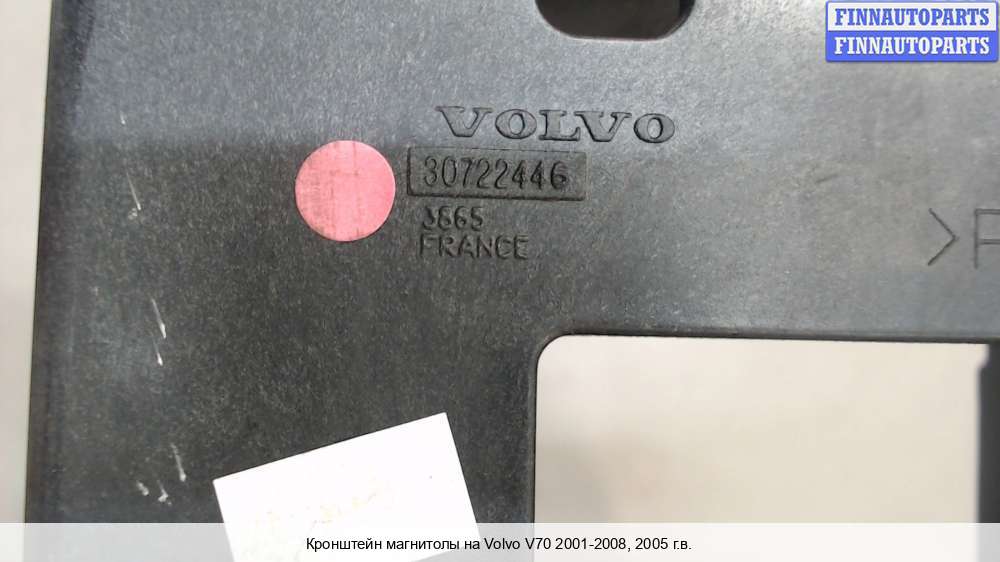 FINNAUTOPARTS
FINNAUTOPARTS
VOLVO
30722446
3865
FRANCE
Кронштейн магнитолы на Volvo V70 2001-2008, 2005 г.в.